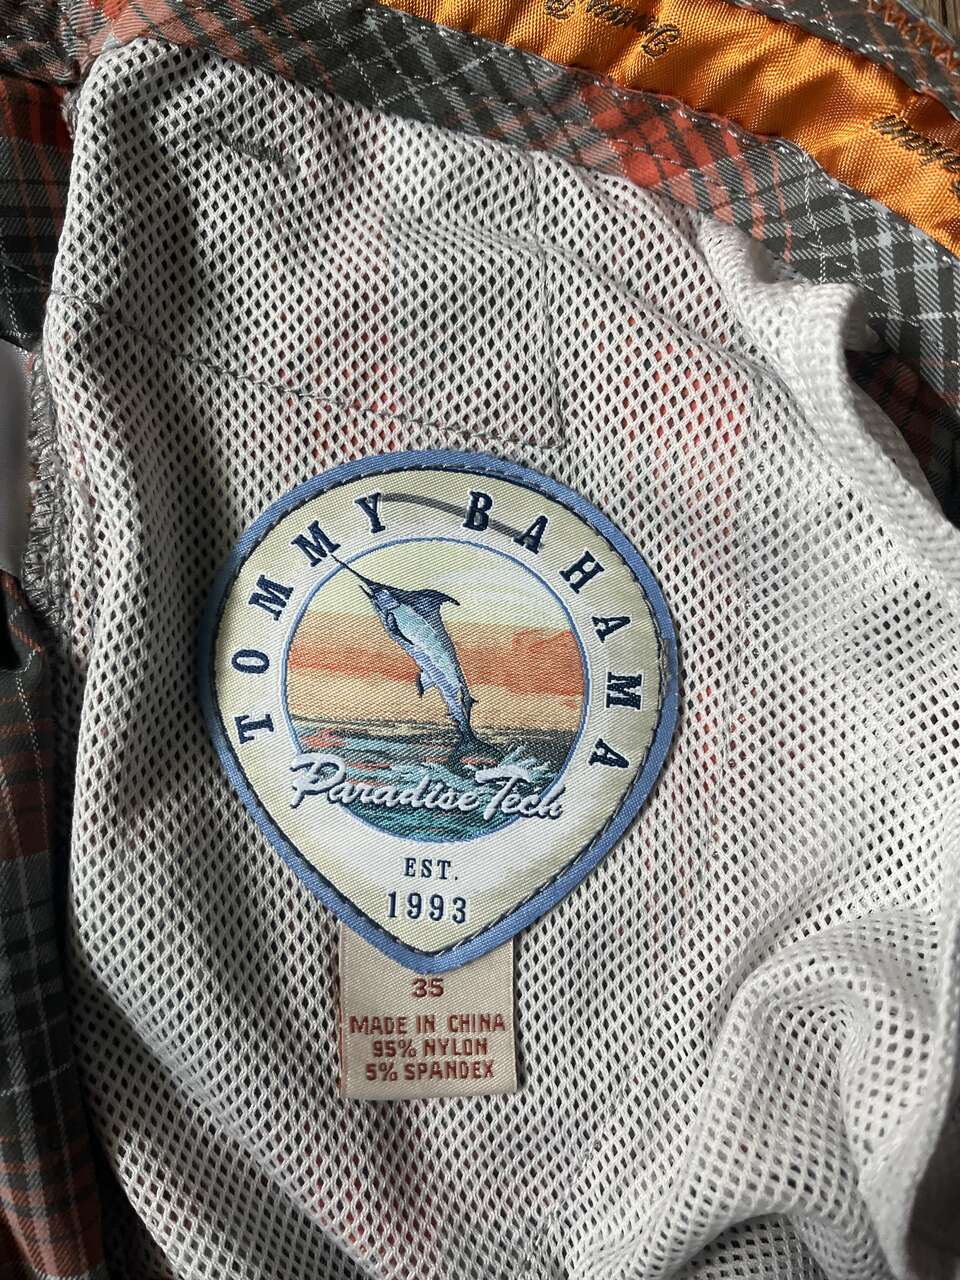 TOMMY BAHAMA
Paradise Tech
EST.
1993
35
MADE IN CHINA
95% NYLON
5% SPANDEX